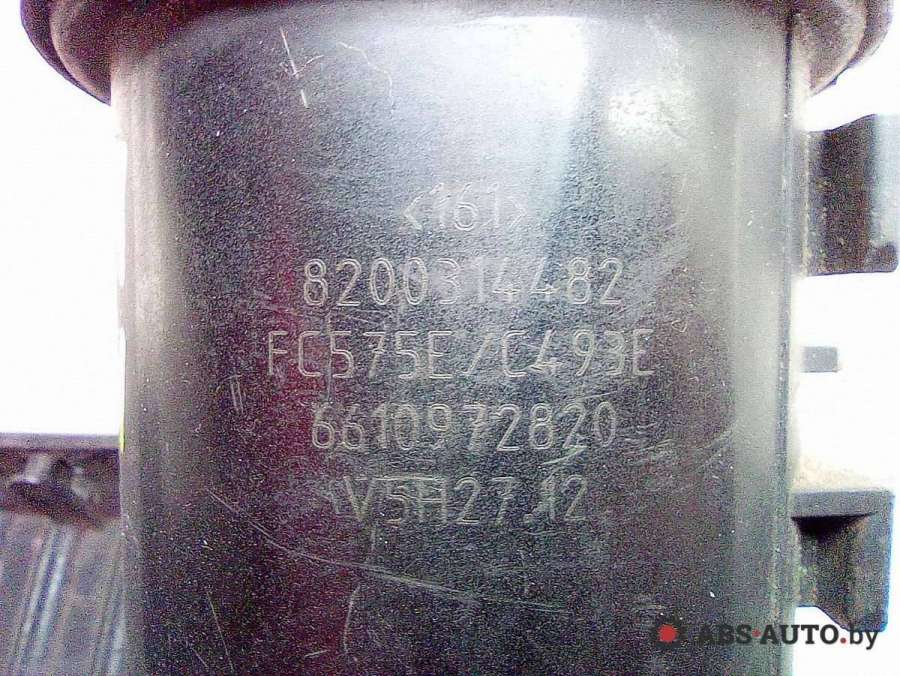 <161>
8200314482
FC575E/C493E
6610972820
V5H27.12
ABS-AUTO.by